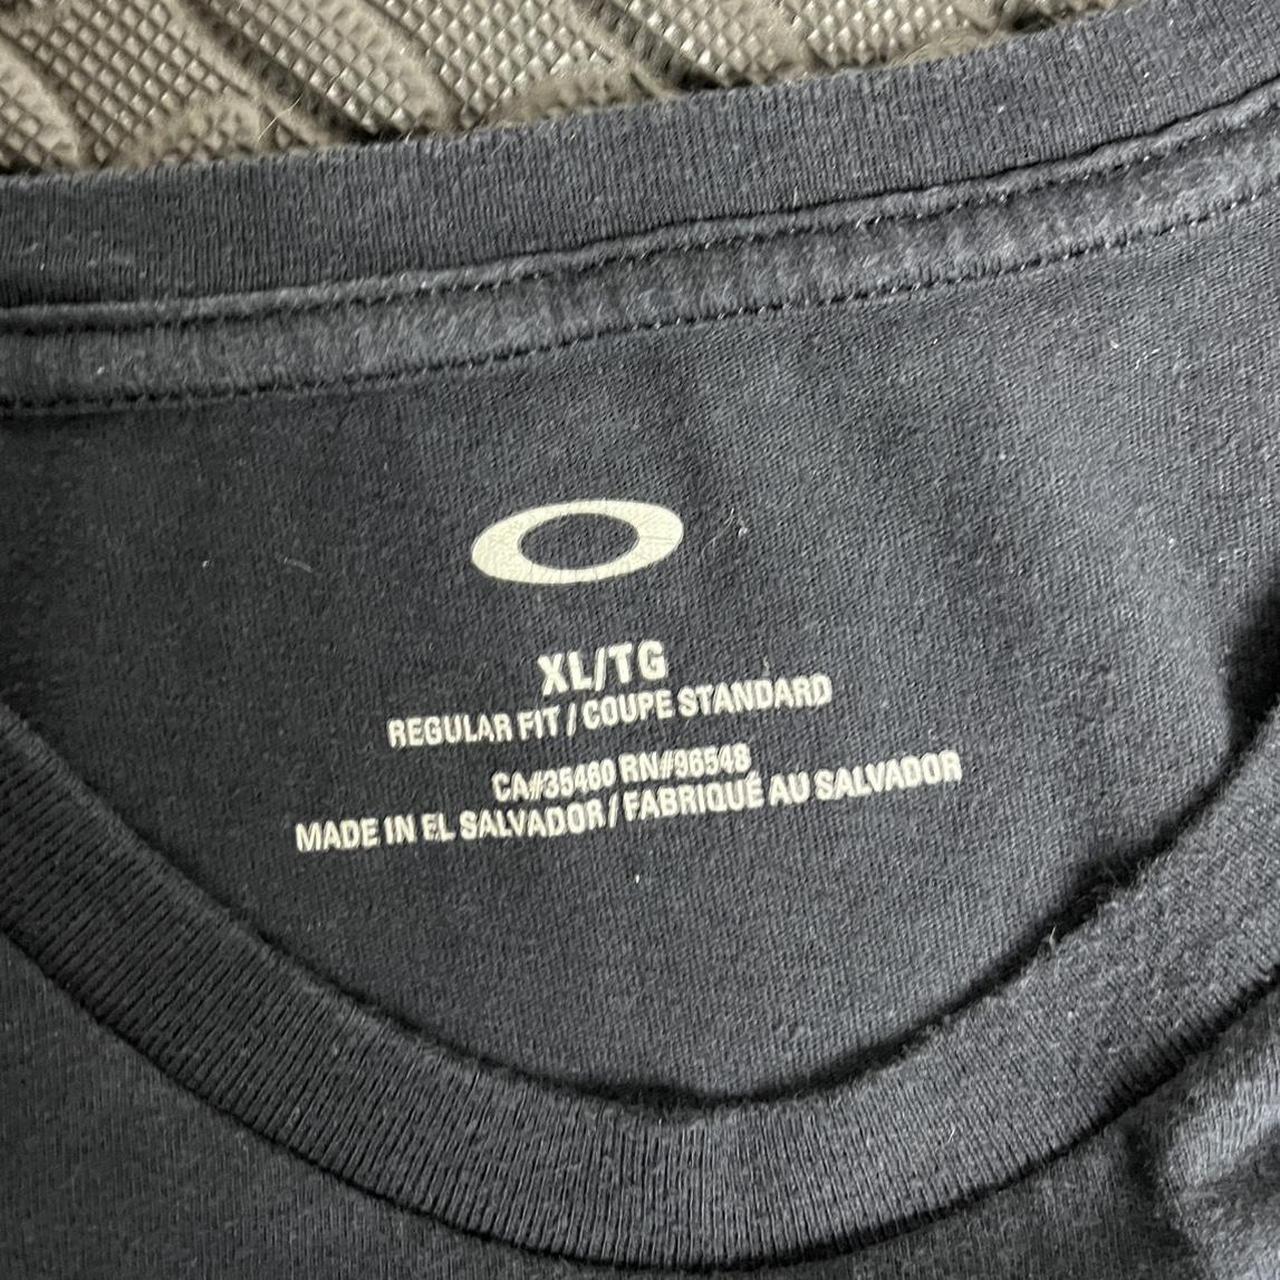 XL/TG
REGULAR FIT / COUPE STANDARD
CA#35460 RN#96548
MADE IN EL SALVADOR / FABRIQUÉ AU SALVADOR